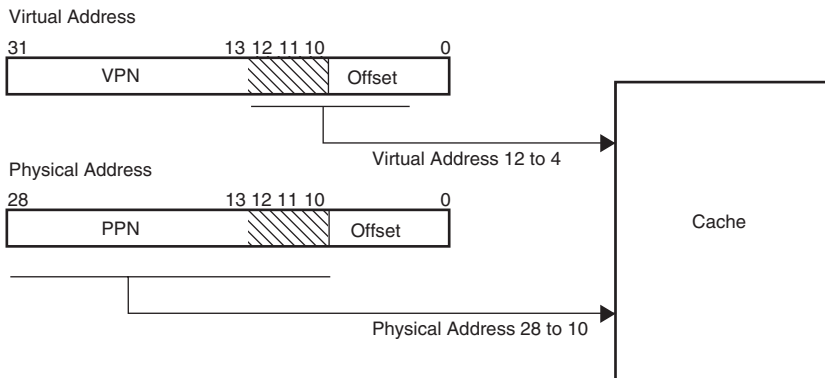 Virtual Address
31 13 12 11 10 0
VPN Offset
Virtual Address 12 to 4
Physical Address
28 13 12 11 10 0
PPN Offset
Cache
Physical Address 28 to 10